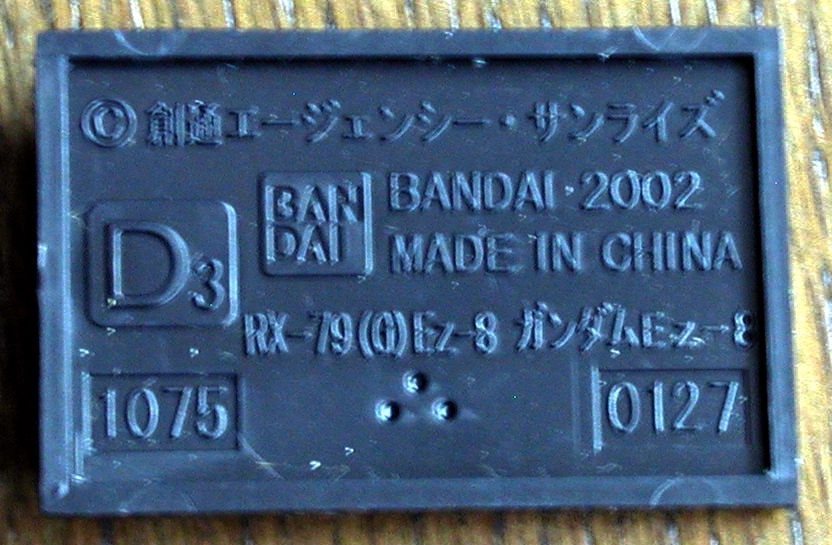 © 創通エージェンシー・サンライズ
BAN
DAI
BANDAI・2002
MADE IN CHINA
D3
RX-79(G)Ez-8 ガンダムEz-8
1075
0127